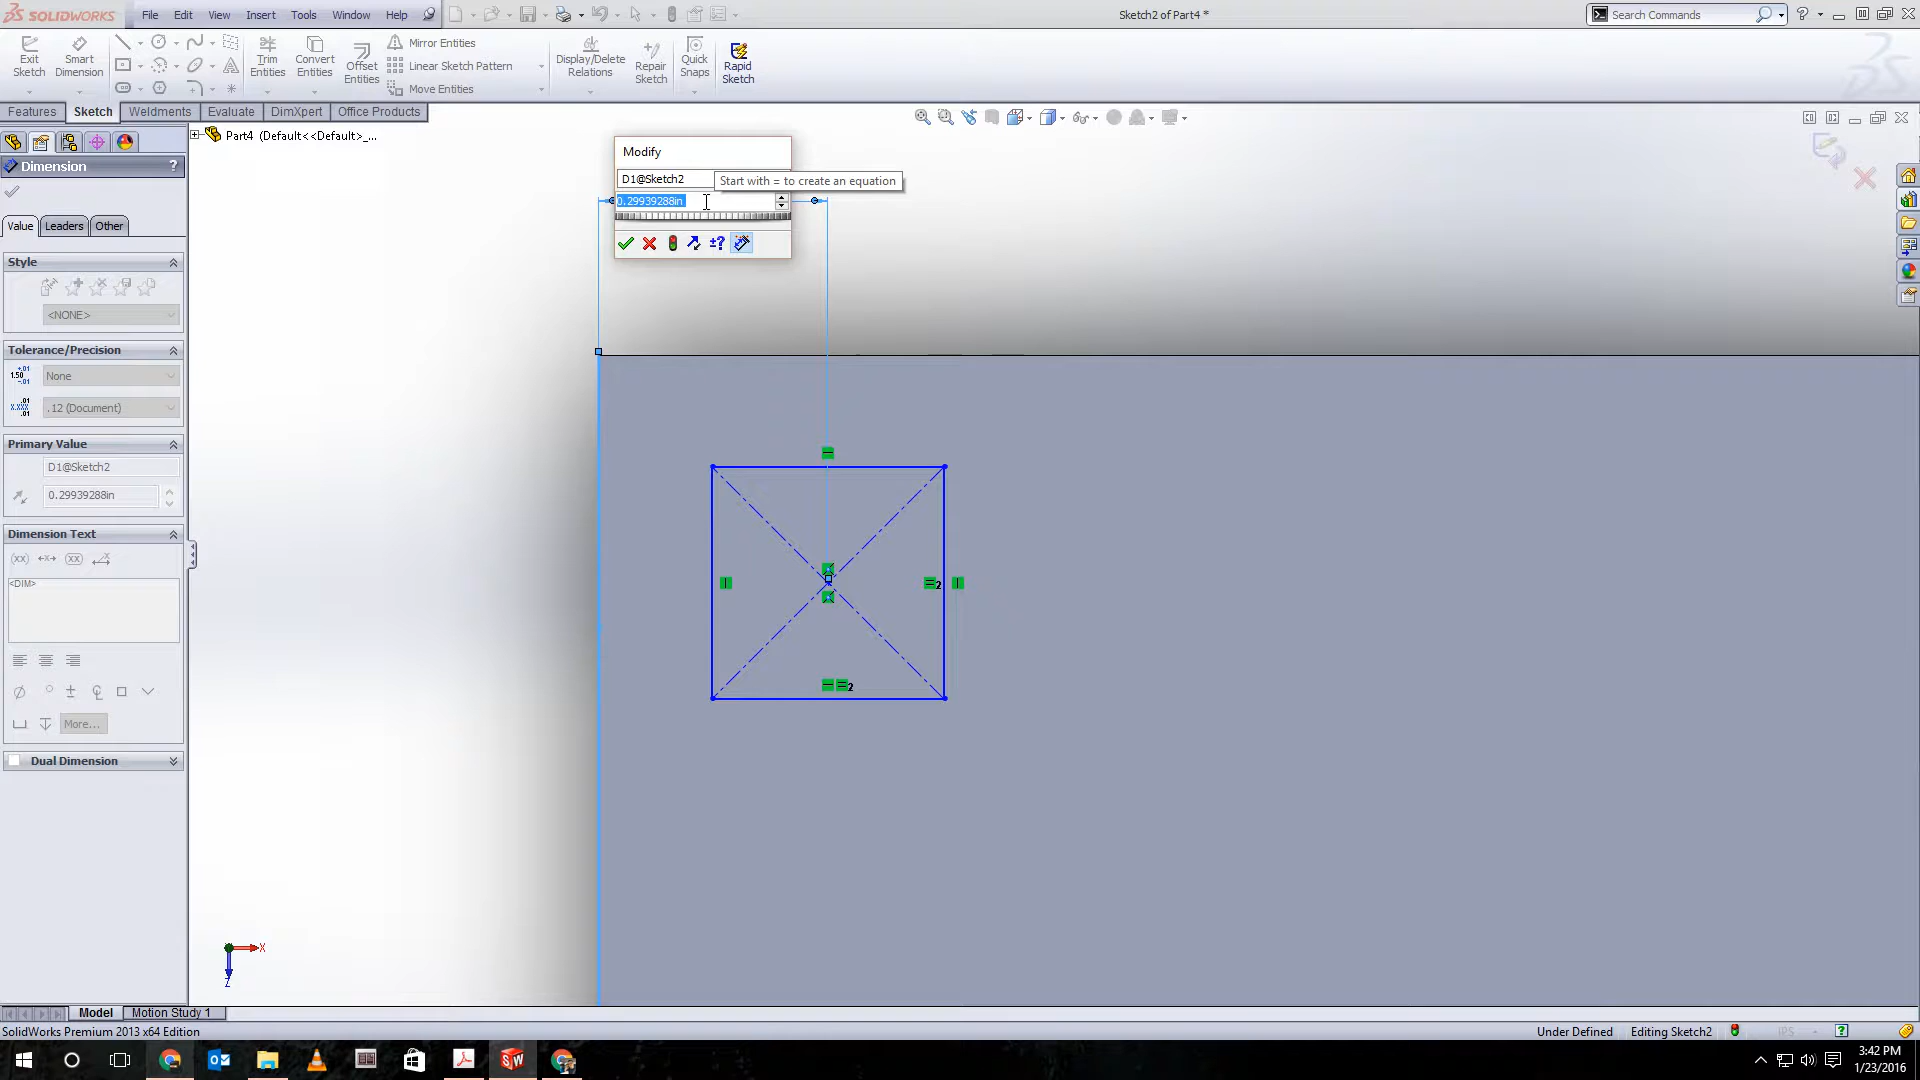 SOLIDWORKS
File Edit View Insert Tools Window Help
Sketch2 of Part4 *
Search Commands
Exit Sketch
Smart Dimension
Trim Entities
Convert Entities
Offset Entities
Mirror Entities
Linear Sketch Pattern
Move Entities
Display/Delete Relations
Repair Sketch
Quick Snaps
Rapid Sketch
Features Sketch Weldments Evaluate DimXpert Office Products
Part4 (Default<<Default>_...
Dimension ?
Value Leaders Other
Style
<NONE>
Tolerance/Precision
None
.12 (Document)
Primary Value
D1@Sketch2
0.29939288in
Dimension Text
<DIM>
More...
Dual Dimension
Modify
D1@Sketch2
Start with = to create an equation
0.29939288in
2
2
X
Z
Model Motion Study 1
SolidWorks Premium 2013 x64 Edition
Under Defined Editing Sketch2 IPS
3:42 PM
1/23/2016